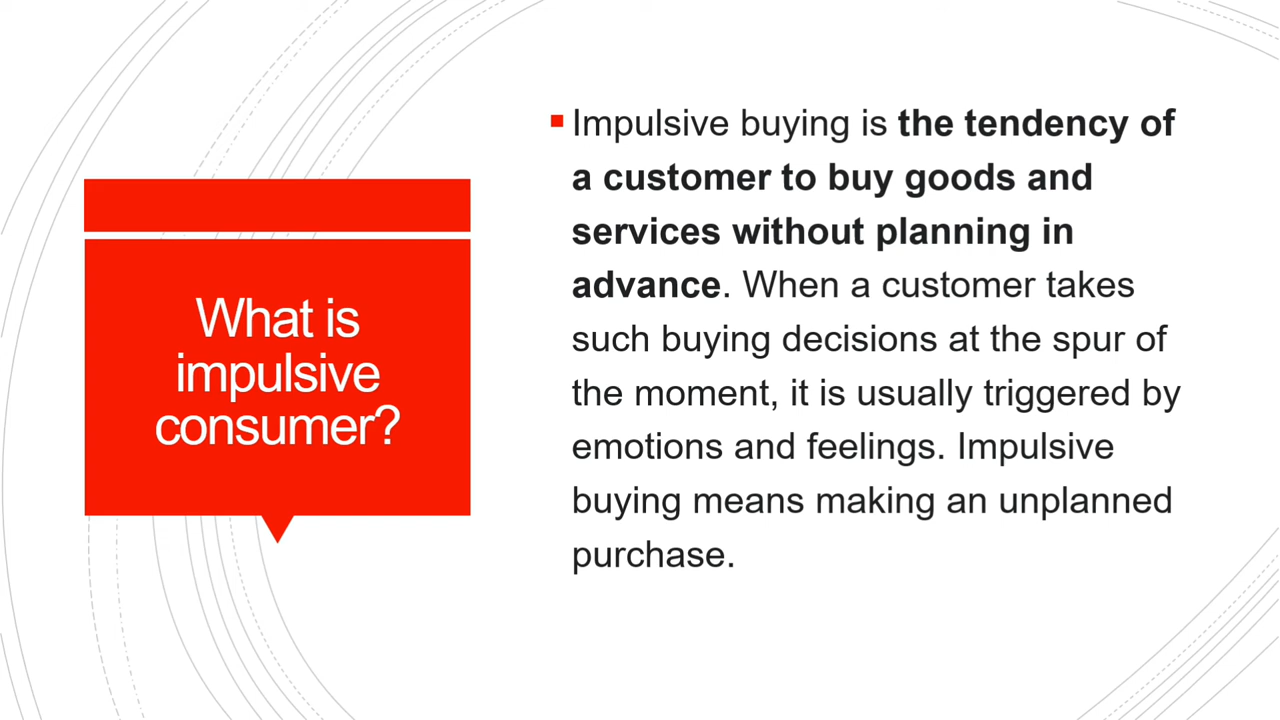 What is
impulsive
consumer?
Impulsive buying is the tendency of
a customer to buy goods and
services without planning in
advance. When a customer takes
such buying decisions at the spur of
the moment, it is usually triggered by
emotions and feelings. Impulsive
buying means making an unplanned
purchase.